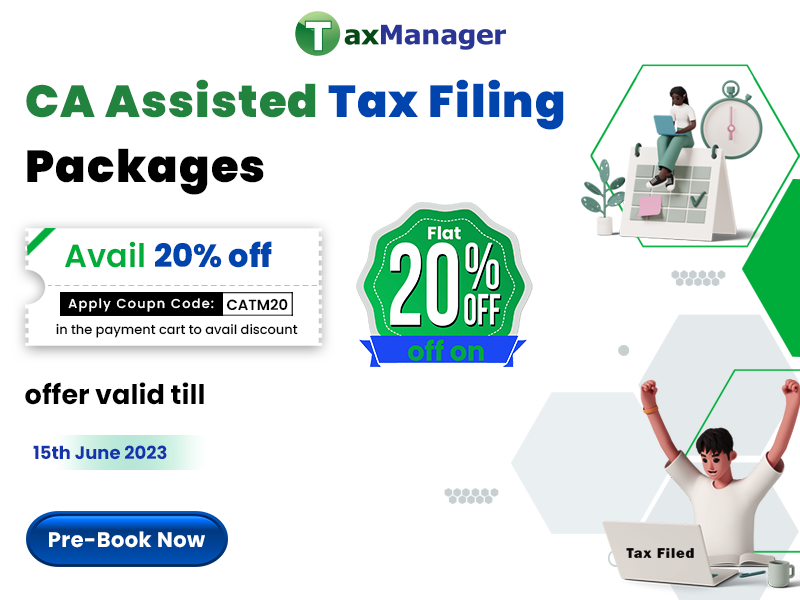 TaxManager
CA Assisted Tax Filing
Packages
Avail 20% off
Apply Coupn Code: CATM20
in the payment cart to avail discount
Flat
20% OFF
off on
offer valid till
15th June 2023
Pre-Book Now
Tax Filed